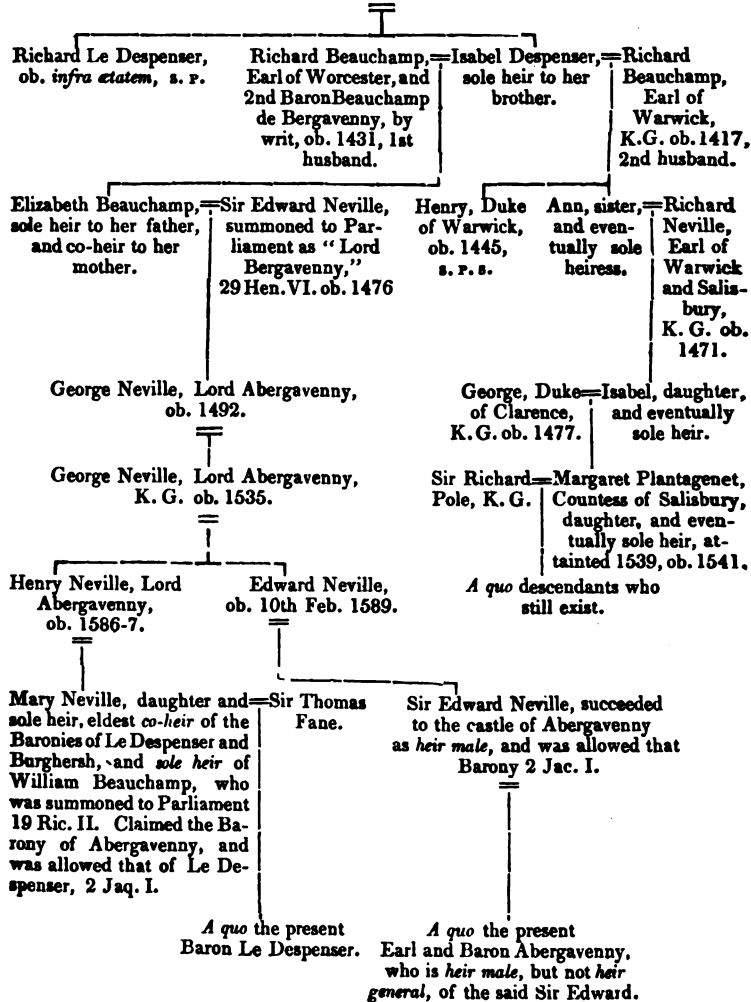 Richard Le Despenser,
ob. infra ætatem, s. p.
Richard Beauchamp,
Earl of Worcester, and
2nd Baron Beauchamp
de Bergavenny, by
writ, ob. 1431, 1st
husband.
Isabel Despenser,
sole heir to her
brother.
Richard
Beauchamp,
Earl of
Warwick,
K.G. ob. 1417,
2nd husband.
Elizabeth Beauchamp,
sole heir to her father,
and co-heir to her
mother.
Sir Edward Neville,
summoned to Par-
liament as "Lord
Bergavenny,"
29 Hen. VI. ob. 1476
Henry, Duke
of Warwick,
ob. 1445,
s. p. s.
Ann, sister,
and even-
tually sole
heiress.
Richard
Neville,
Earl of
Warwick
and Salis-
bury,
K. G. ob.
1471.
George Neville, Lord Abergavenny,
ob. 1492.
George, Duke
of Clarence,
K.G. ob. 1477.
Isabel, daughter,
and eventually
sole heir.
George Neville, Lord Abergavenny,
K. G. ob. 1535.
Sir Richard
Pole, K. G.
Margaret Plantagenet,
Countess of Salisbury,
daughter, and even-
tually sole heir, at-
tainted 1539, ob. 1541.
A quo descendants who
still exist.
Henry Neville, Lord
Abergavenny,
ob. 1586-7.
Edward Neville,
ob. 10th Feb. 1589.
Mary Neville, daughter and
sole heir, eldest co-heir of the
Baronies of Le Despenser and
Burghersh, and sole heir of
William Beauchamp, who
was summoned to Parliament
19 Ric. II. Claimed the Ba-
rony of Abergavenny, and
was allowed that of Le De-
spenser, 2 Jaq. I.
Sir Thomas
Fane.
Sir Edward Neville, succeeded
to the castle of Abergavenny
as heir male, and was allowed that
Barony 2 Jac. I.
A quo the present
Baron Le Despenser.
A quo the present
Earl and Baron Abergavenny,
who is heir male, but not heir
general, of the said Sir Edward.